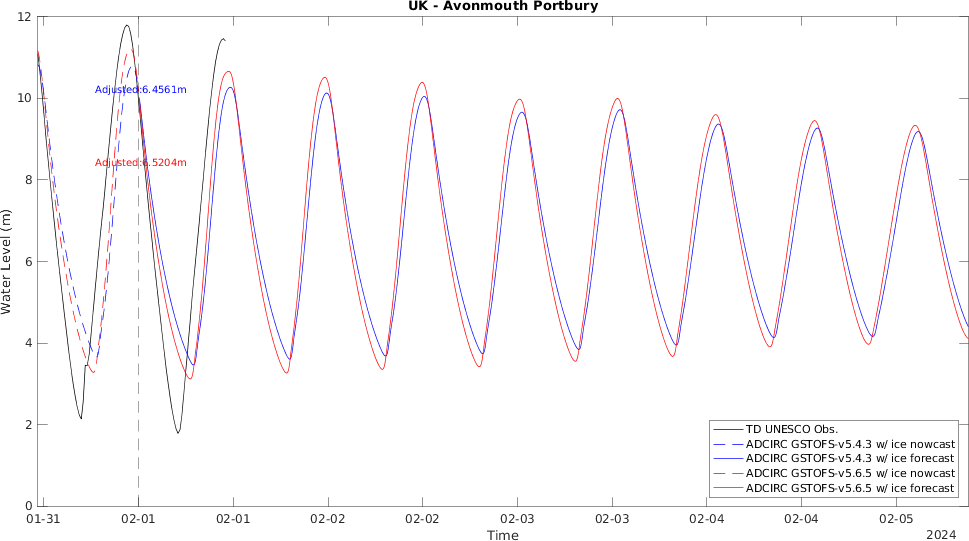 UK - Avonmouth Portbury
12
10
8
6
4
2
0
Water Level (m)
Adjusted:6.4561m
Adjusted:6.5204m
TD UNESCO Obs.
ADCIRC GSTOFS-v5.4.3 w/ ice nowcast
ADCIRC GSTOFS-v5.4.3 w/ ice forecast
ADCIRC GSTOFS-v5.6.5 w/ ice nowcast
ADCIRC GSTOFS-v5.6.5 w/ ice forecast
01-31 02-01 02-01 02-02 02-02 02-03 02-03 02-04 02-04 02-05
Time
2024